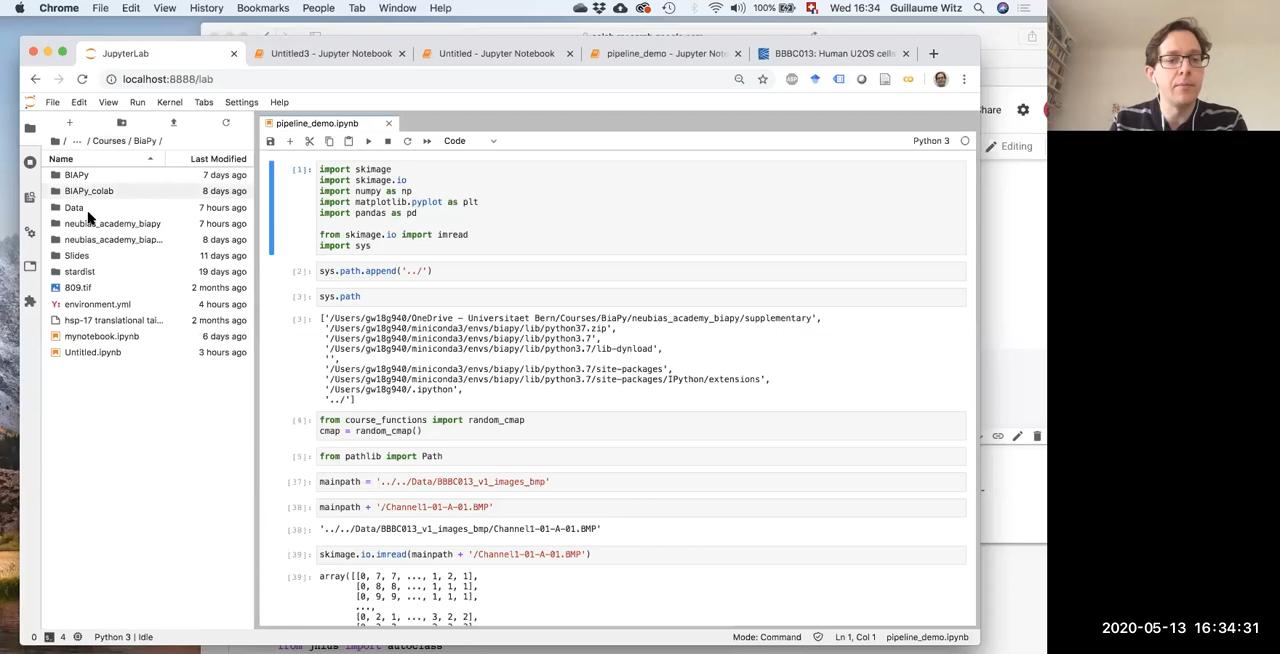 Chrome File Edit View History Bookmarks People Tab Window Help 100% Wed 16:34 Guillaume Witz
JupyterLab Untitled3 - Jupyter Notebook Untitled - Jupyter Notebook pipeline_demo - Jupyter Note BBBC013: Human U2OS cells
localhost:8888/lab
ABP
File Edit View Run Kernel Tabs Settings Help
hare
/ ... / Courses / BiaPy /
pipeline_demo.ipynb
Code Python 3
Editing
Name Last Modified
BIAPy 7 days ago
BIAPy_colab 8 days ago
Data 7 hours ago
neubias_academy_biapy 7 hours ago
neubias_academy_biap... 8 days ago
Slides 11 days ago
stardist 19 days ago
809.tif 2 months ago
Y: environment.yml 4 hours ago
hsp-17 translational tai... 2 months ago
mynotebook.ipynb 6 days ago
Untitled.ipynb 3 hours ago
[1]: import skimage
import skimage.io
import numpy as np
import matplotlib.pyplot as plt
import pandas as pd
from skimage.io import imread
import sys
[2]: sys.path.append('../')
[3]: sys.path
[3]: ['/Users/gw18g940/OneDrive - Universitaet Bern/Courses/BiaPy/neubias_academy_biapy/supplementary',
'/Users/gw18g940/miniconda3/envs/biapy/lib/python37.zip',
'/Users/gw18g940/miniconda3/envs/biapy/lib/python3.7',
'/Users/gw18g940/miniconda3/envs/biapy/lib/python3.7/lib-dynload',
'',
'/Users/gw18g940/miniconda3/envs/biapy/lib/python3.7/site-packages',
'/Users/gw18g940/miniconda3/envs/biapy/lib/python3.7/site-packages/IPython/extensions',
'/Users/gw18g940/.ipython',
'../']
[4]: from course_functions import random_cmap
cmap = random_cmap()
[5]: from pathlib import Path
[37]: mainpath = '../../Data/BBBC013_v1_images_bmp'
[38]: mainpath + '/Channel1-01-A-01.BMP'
[38]: '../../Data/BBBC013_v1_images_bmp/Channel1-01-A-01.BMP'
[39]: skimage.io.imread(mainpath + '/Channel1-01-A-01.BMP')
[39]: array([[0, 7, 7, ..., 1, 2, 1],
[0, 8, 8, ..., 1, 1, 1],
[0, 9, 9, ..., 1, 1, 1],
...,
[0, 2, 1, ..., 3, 2, 2],
0 4 Python 3 | Idle Mode: Command Ln 1, Col 1 pipeline_demo.ipynb
from jnius import autoclass
2020-05-13 16:34:31